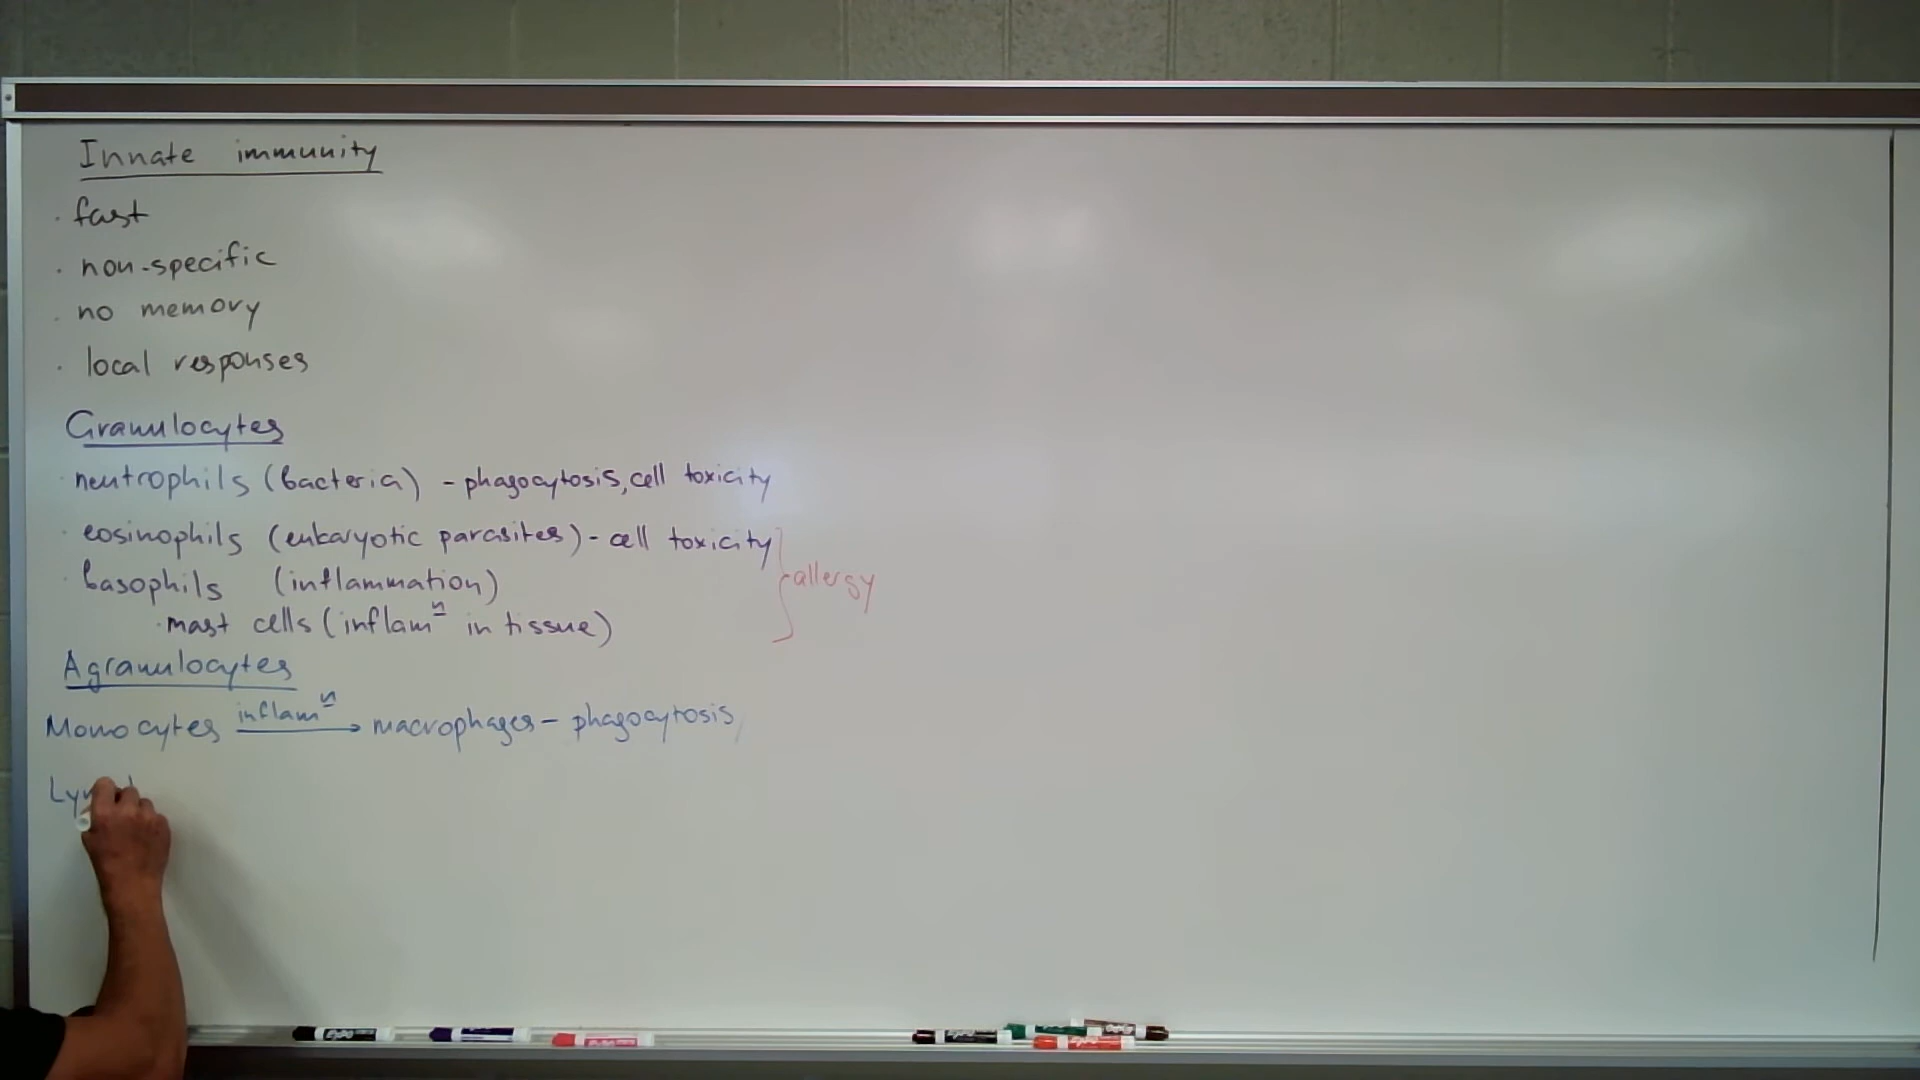 Innate immunity
· fast
· non-specific
· no memory
· local responses
Granulocytes
· neutrophils (bacteria) - phagocytosis, cell toxicity
· eosinophils (eukaryotic parasites) - cell toxicity
} allergy
· basophils (inflammation)
· mast cells (inflamⁿ in tissue)
Agranulocytes
Monocytes inflamⁿ → macrophages - phagocytosis